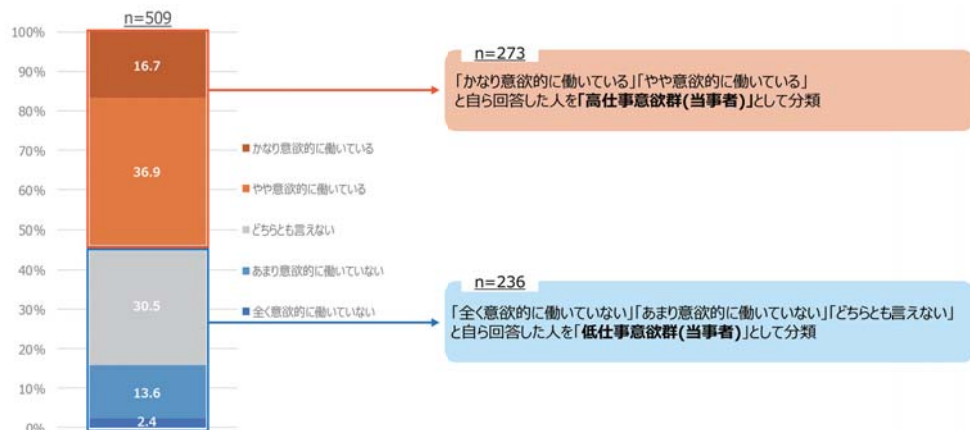 n=509
100%
90%
80%
70%
60%
50%
40%
30%
20%
10%
0%
16.7
36.9
30.5
13.6
2.4
■かなり意欲的に働いている
■やや意欲的に働いている
■どちらとも言えない
■あまり意欲的に働いていない
■全く意欲的に働いていない
n=273
「かなり意欲的に働いている」「やや意欲的に働いている」
と自ら回答した人を「高仕事意欲群(当事者)」として分類
n=236
「全く意欲的に働いていない」「あまり意欲的に働いていない」「どちらとも言えない」
と自ら回答した人を「低仕事意欲群(当事者)」として分類